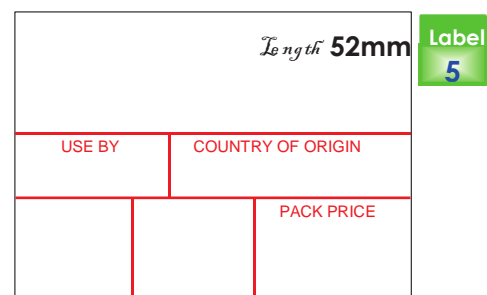 Length 52mm
Label
5
USE BY
COUNTRY OF ORIGIN
PACK PRICE